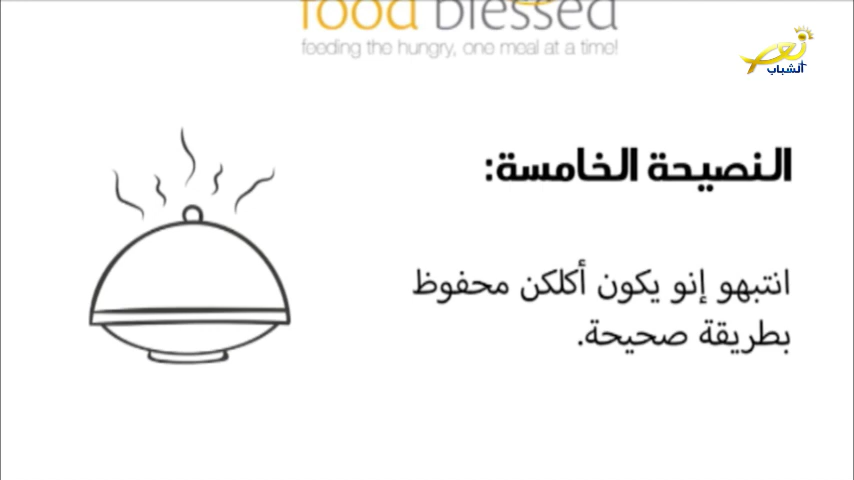 food blessed
feeding the hungry, one meal at a time!
نعم
الشباب
النصيحة الخامسة:
انتبهو إنو يكون أكلكن محفوظ
بطريقة صحيحة.